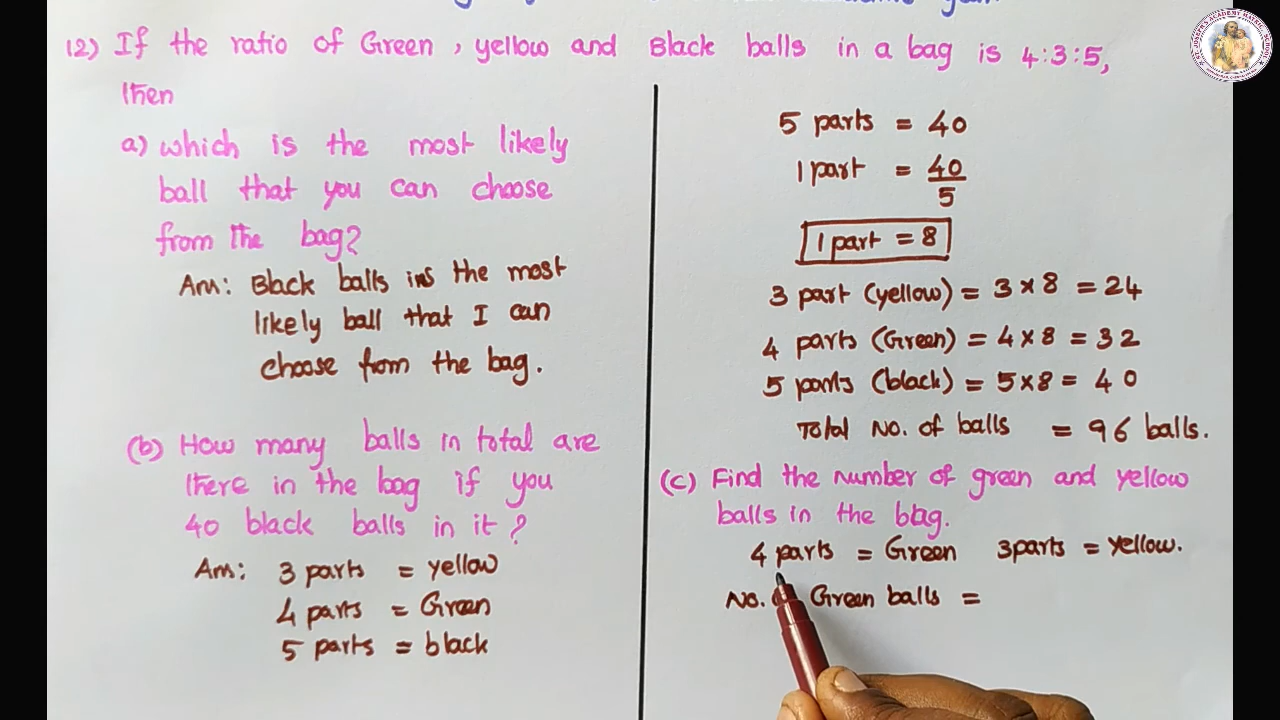 12) If the ratio of Green, yellow and Black balls in a bag is 4:3:5,
then
a) which is the most likely
ball that you can choose
from the bag?
Ans: Black balls is the most
likely ball that I can
choose from the bag.
(b) How many balls in total are
there in the bag if you
40 black balls in it?
Ans: 3 parts = yellow
4 parts = Green
5 parts = black
5 parts = 40
1 part = 40/5
1 part = 8
3 part (yellow) = 3 × 8 = 24
4 parts (Green) = 4 × 8 = 32
5 parts (black) = 5 × 8 = 40
Total No. of balls = 96 balls.
(c) Find the number of green and yellow
balls in the bag.
4 parts = Green 3 parts = yellow.
No. Green balls =